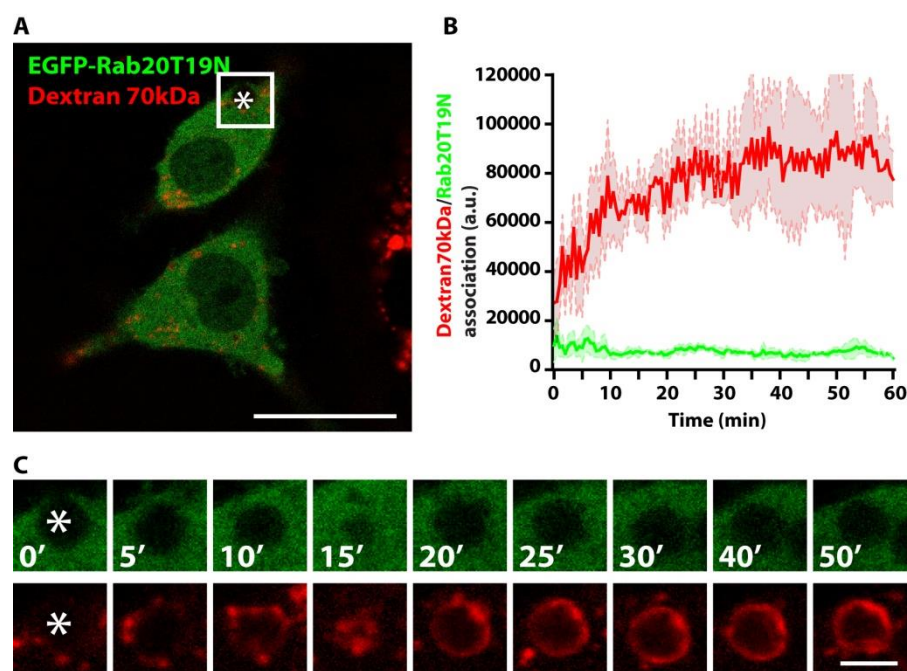 A
EGFP-Rab20T19N
Dextran 70kDa
*
B
Dextran70kDa/Rab20T19N
association (a.u.)
120000
100000
80000
60000
40000
20000
0
0 10 20 30 40 50 60
Time (min)
C
*
0’ 5’ 10’ 15’ 20’ 25’ 30’ 40’ 50’
*